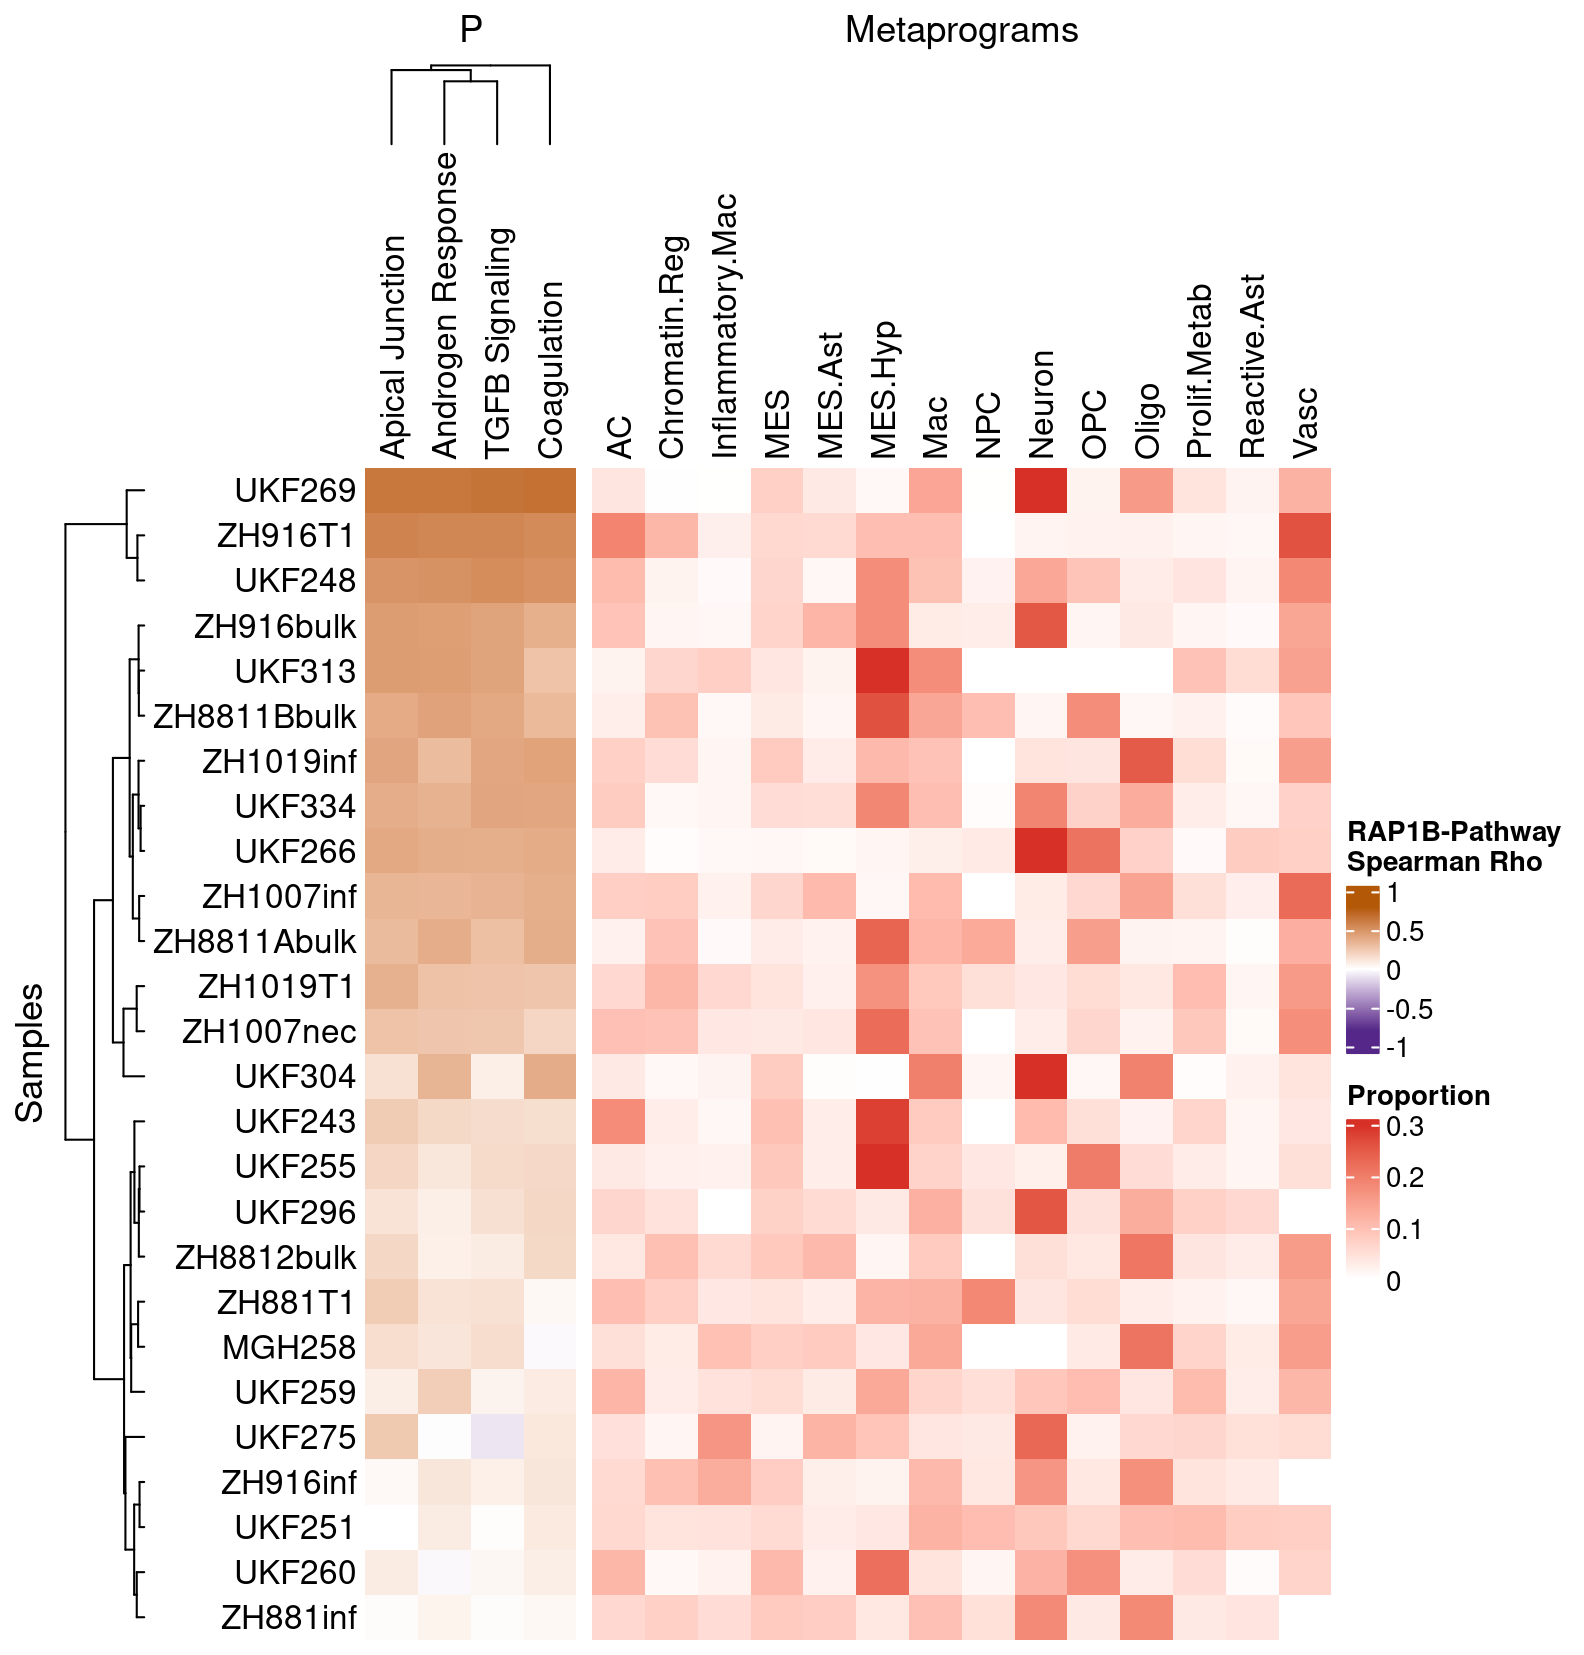 P
Metaprograms
Apical Junction
Androgen Response
TGFB Signaling
Coagulation
AC
Chromatin.Reg
Inflammatory.Mac
MES
MES.Ast
MES.Hyp
Mac
NPC
Neuron
OPC
Oligo
Prolif.Metab
Reactive.Ast
Vasc
Samples
UKF269
ZH916T1
UKF248
ZH916bulk
UKF313
ZH8811Bbulk
ZH1019inf
UKF334
UKF266
ZH1007inf
ZH8811Abulk
ZH1019T1
ZH1007nec
UKF304
UKF243
UKF255
UKF296
ZH8812bulk
ZH881T1
MGH258
UKF259
UKF275
ZH916inf
UKF251
UKF260
ZH881inf
RAP1B-Pathway
Spearman Rho
1
0.5
0
-0.5
-1
Proportion
0.3
0.2
0.1
0